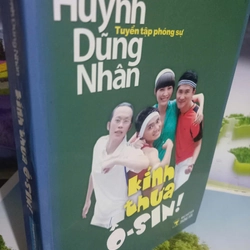 Huỳnh
Tuyển tập phóng sự
Dũng
Nhân
Kính
thưa
Ô-SIN!